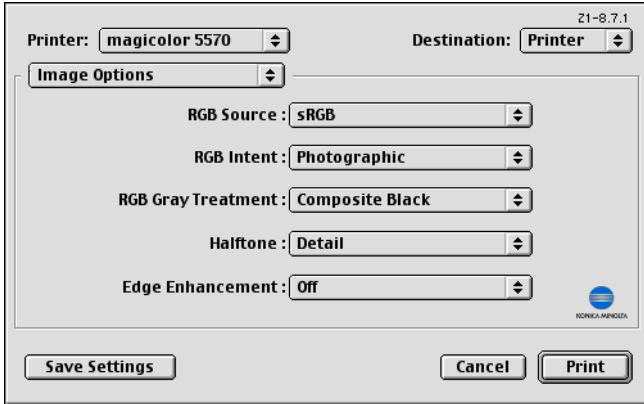 Z1-8.7.1
Printer: magicolor 5570 Destination: Printer
Image Options
RGB Source : sRGB
RGB Intent : Photographic
RGB Gray Treatment : Composite Black
Halftone : Detail
Edge Enhancement : Off
KONICA MINOLTA
Save Settings Cancel Print